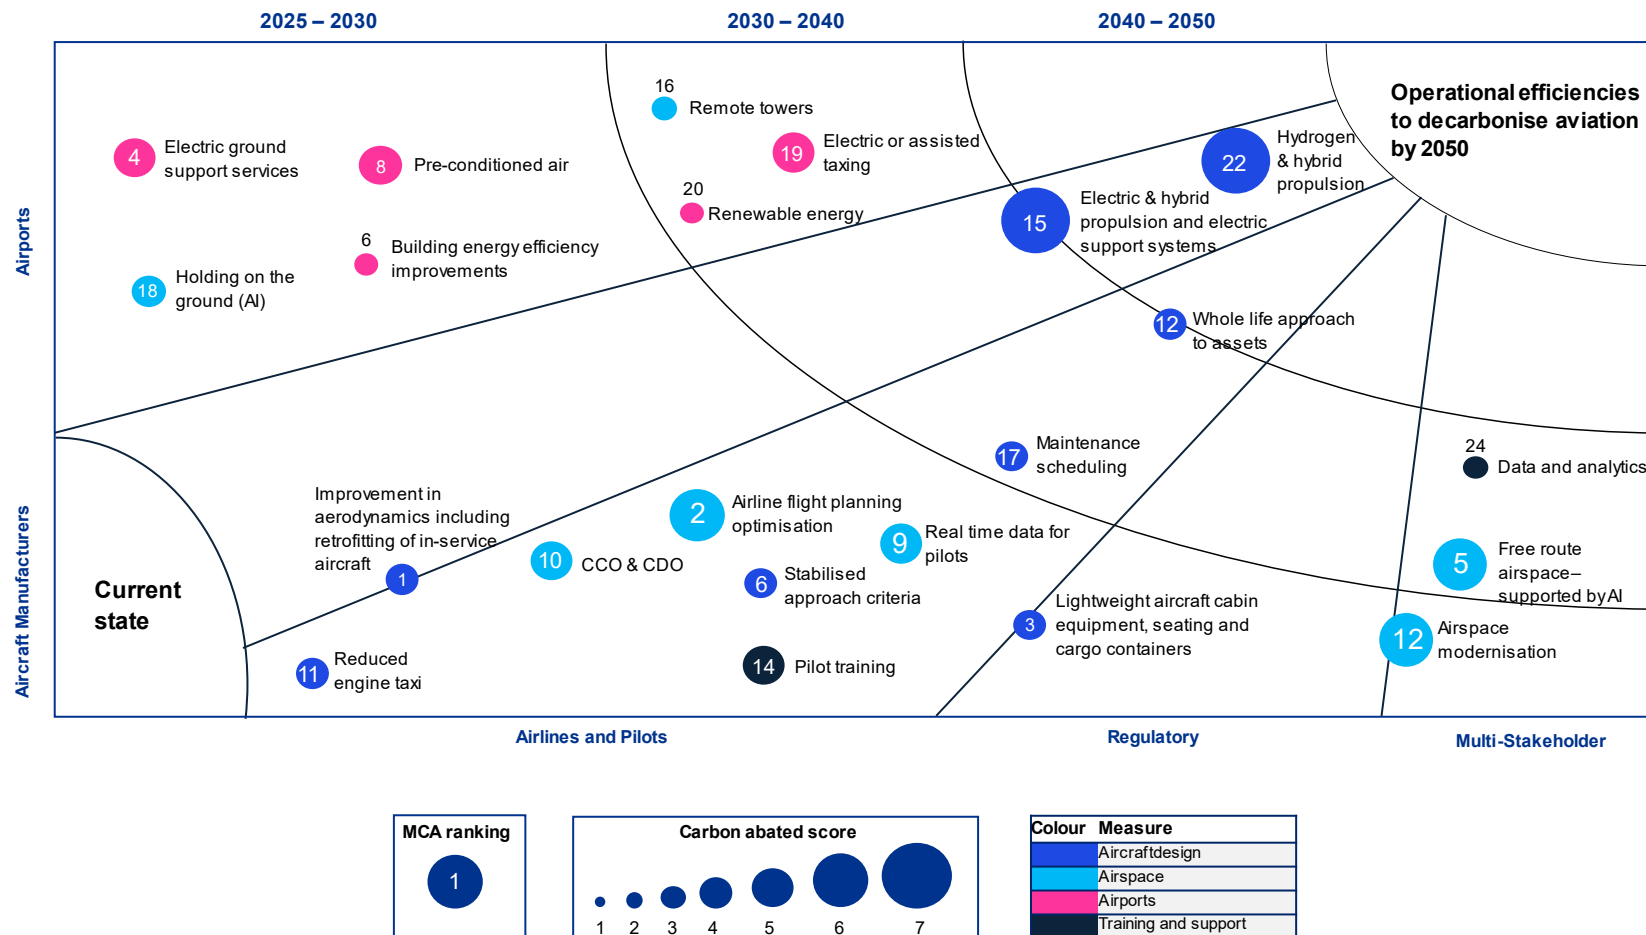 2025 – 2030
2030 – 2040
2040 – 2050
Airports
Aircraft Manufacturers
Operational efficiencies
to decarbonise aviation
by 2050
16
Remote towers
4
Electric ground
support services
8
Pre-conditioned air
19
Electric or assisted
taxing
22
Hydrogen
& hybrid
propulsion
20
Renewable energy
15
Electric & hybrid
propulsion and electric
support systems
6
Building energy efficiency
improvements
18
Holding on the
ground (AI)
12
Whole life approach
to assets
17
Maintenance
scheduling
24
Data and analytics
Improvement in
aerodynamics including
retrofitting of in-service
aircraft
1
2
Airline flight planning
optimisation
9
Real time data for
pilots
10
CCO & CDO
6
Stabilised
approach criteria
5
Free route
airspace–
supported by AI
Current
state
3
Lightweight aircraft cabin
equipment, seating and
cargo containers
12
Airspace
modernisation
11
Reduced
engine taxi
14
Pilot training
Airlines and Pilots
Regulatory
Multi-Stakeholder
MCA ranking
1
Carbon abated score
1 2 3 4 5 6 7
Colour Measure
Aircraftdesign
Airspace
Airports
Training and support